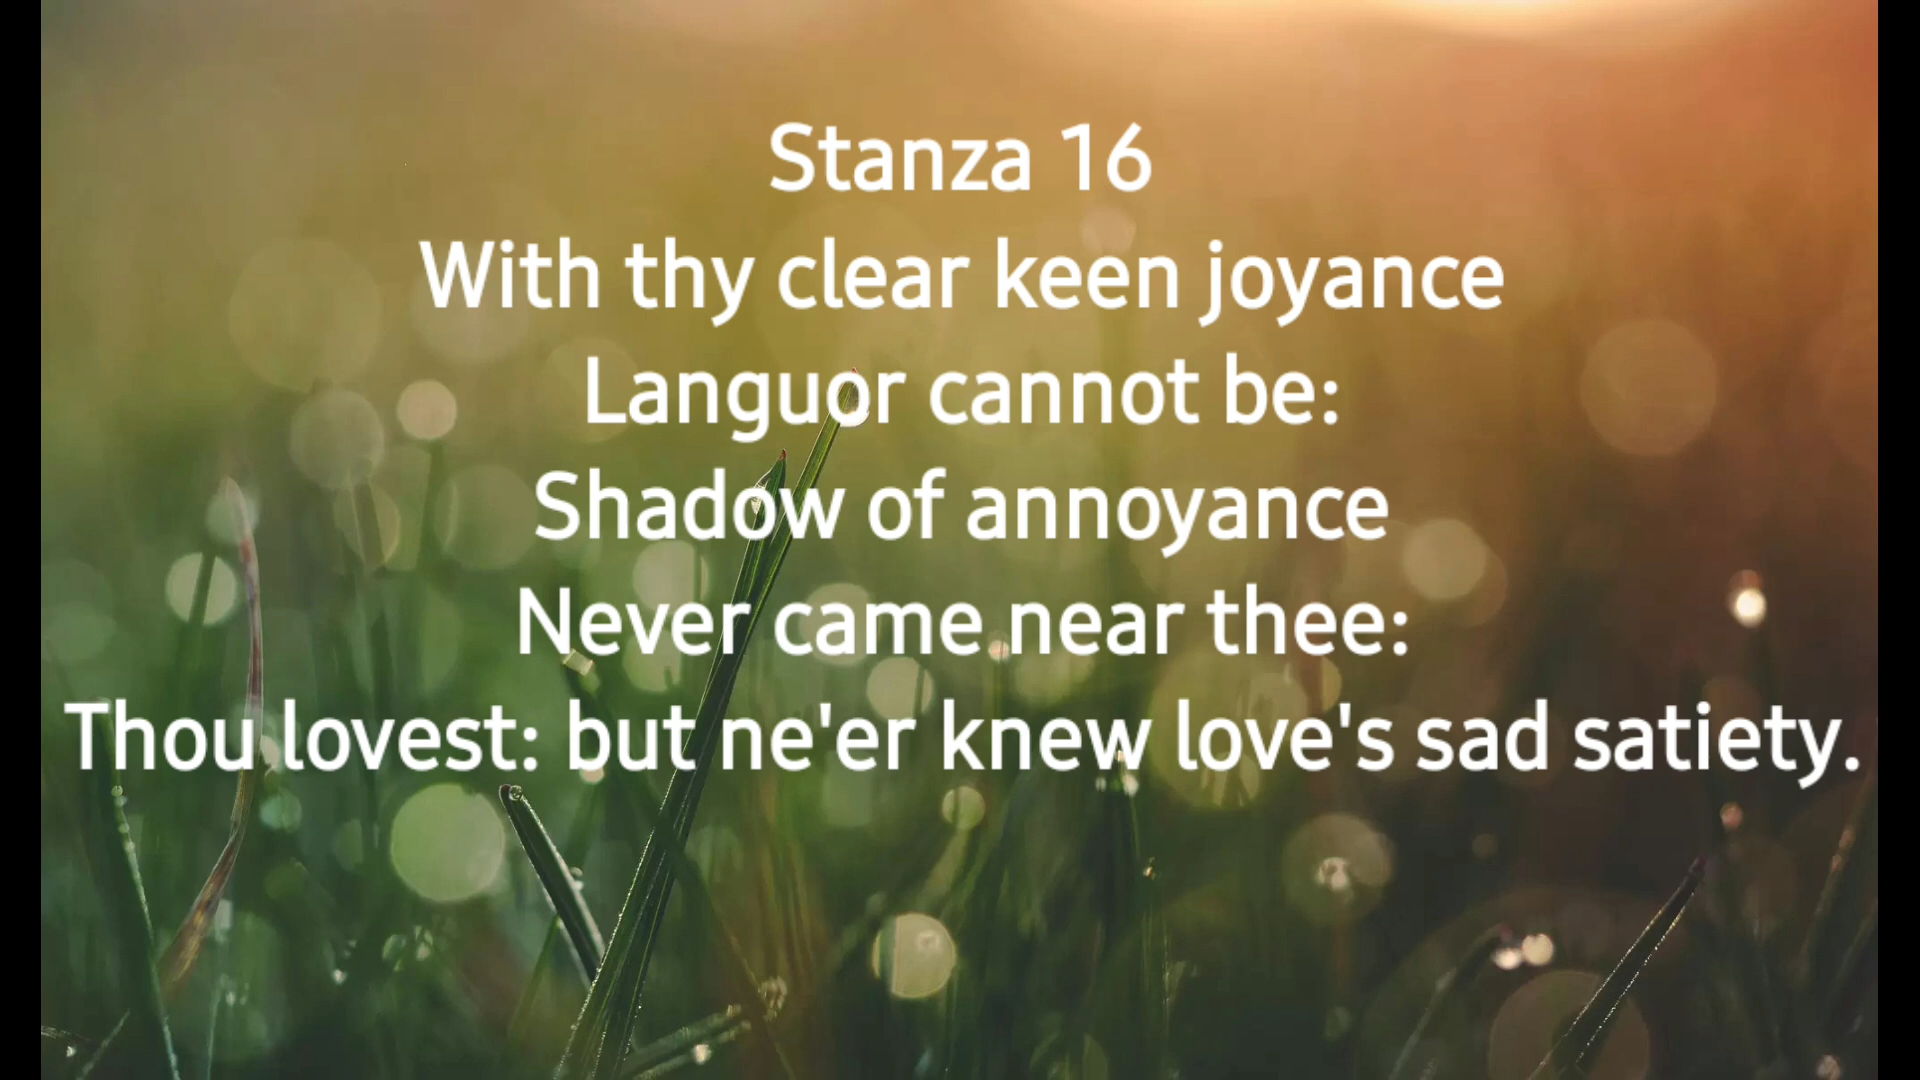 Stanza 16
With thy clear keen joyance
Languor cannot be:
Shadow of annoyance
Never came near thee:
Thou lovest: but ne'er knew love's sad satiety.